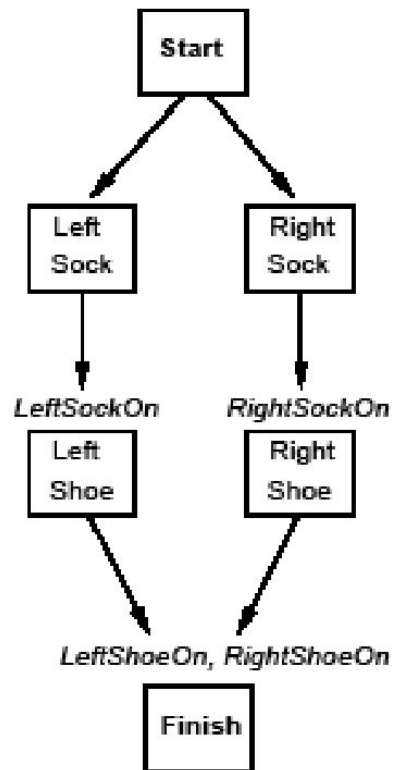 Start
Left Right
Sock Sock
LeftSockOn RightSockOn
Left Right
Shoe Shoe
LeftShoeOn, RightShoeOn
Finish